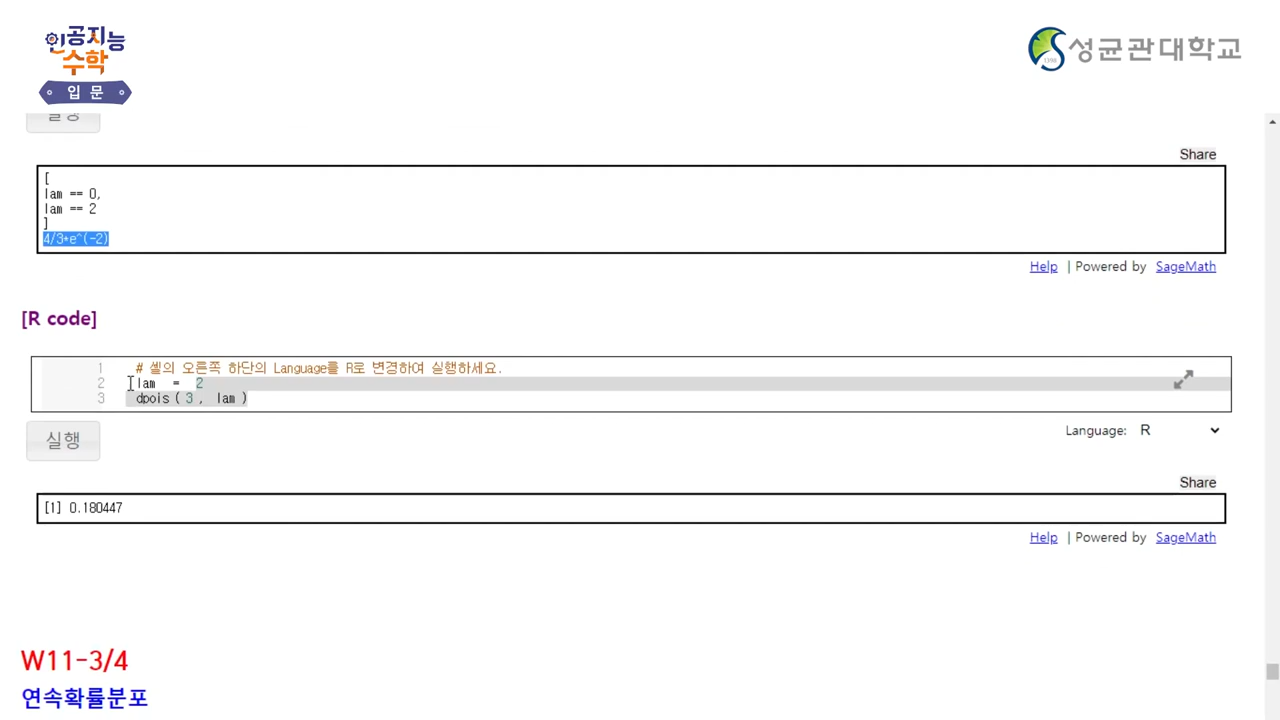 인공지능
수학
입문
성균관대학교
실행
Share
[
lam == 0,
lam == 2
]
4/3*e^(-2)
Help | Powered by SageMath
[R code]
1 # 셀의 오른쪽 하단의 Language를 R로 변경하여 실행하세요.
2 lam = 2
3 dpois(3, lam)
실행
Language: R
Share
[1] 0.180447
Help | Powered by SageMath
W11-3/4
연속확률분포